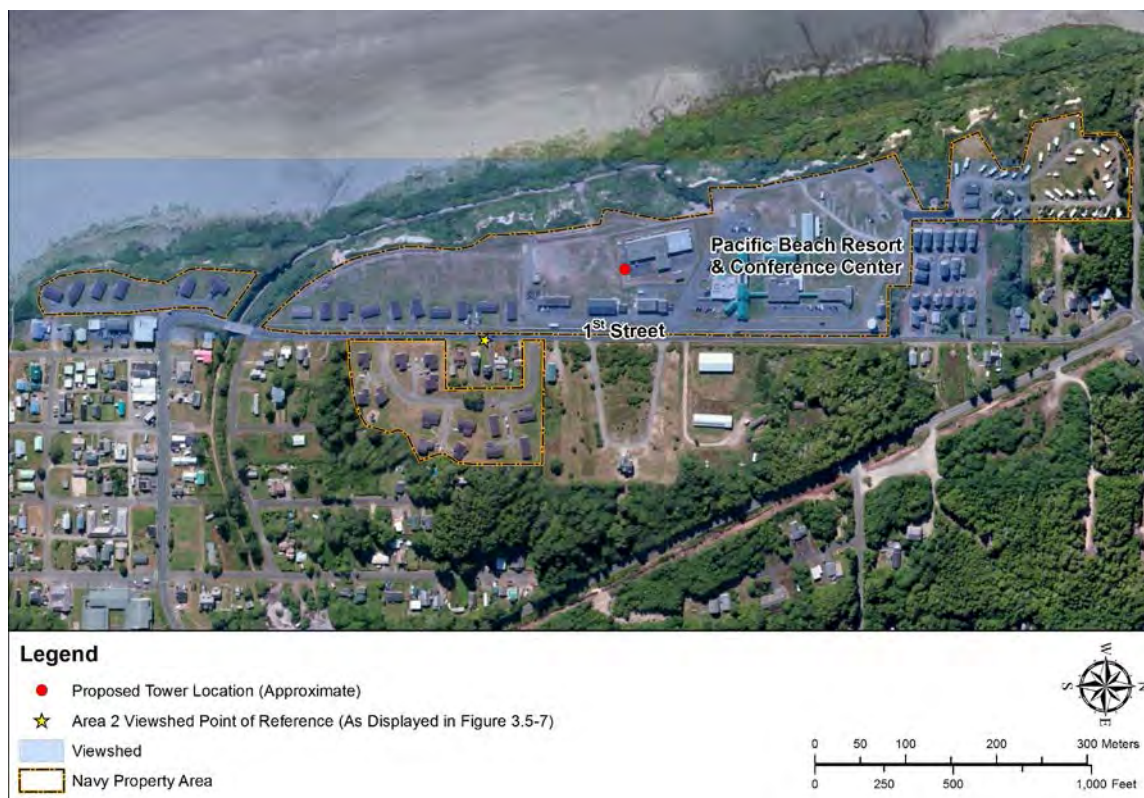 Pacific Beach Resort
& Conference Center
1St Street
Legend
Proposed Tower Location (Approximate)
Area 2 Viewshed Point of Reference (As Displayed in Figure 3.5-7)
Viewshed
Navy Property Area
W
S N
E
0 50 100 200 300 Meters
0 250 500 1,000 Feet